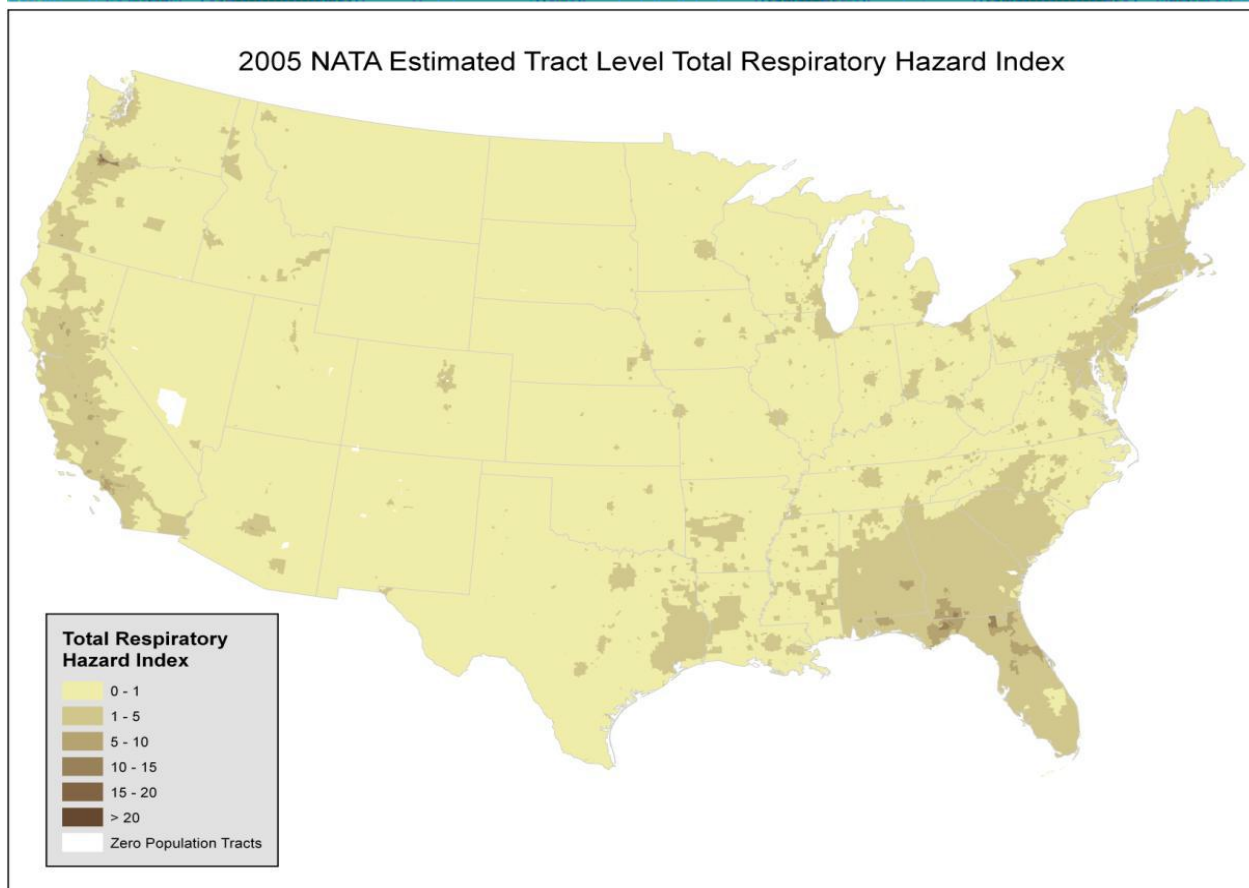 2005 NATA Estimated Tract Level Total Respiratory Hazard Index
Total Respiratory
Hazard Index
0 - 1
1 - 5
5 - 10
10 - 15
15 - 20
> 20
Zero Population Tracts